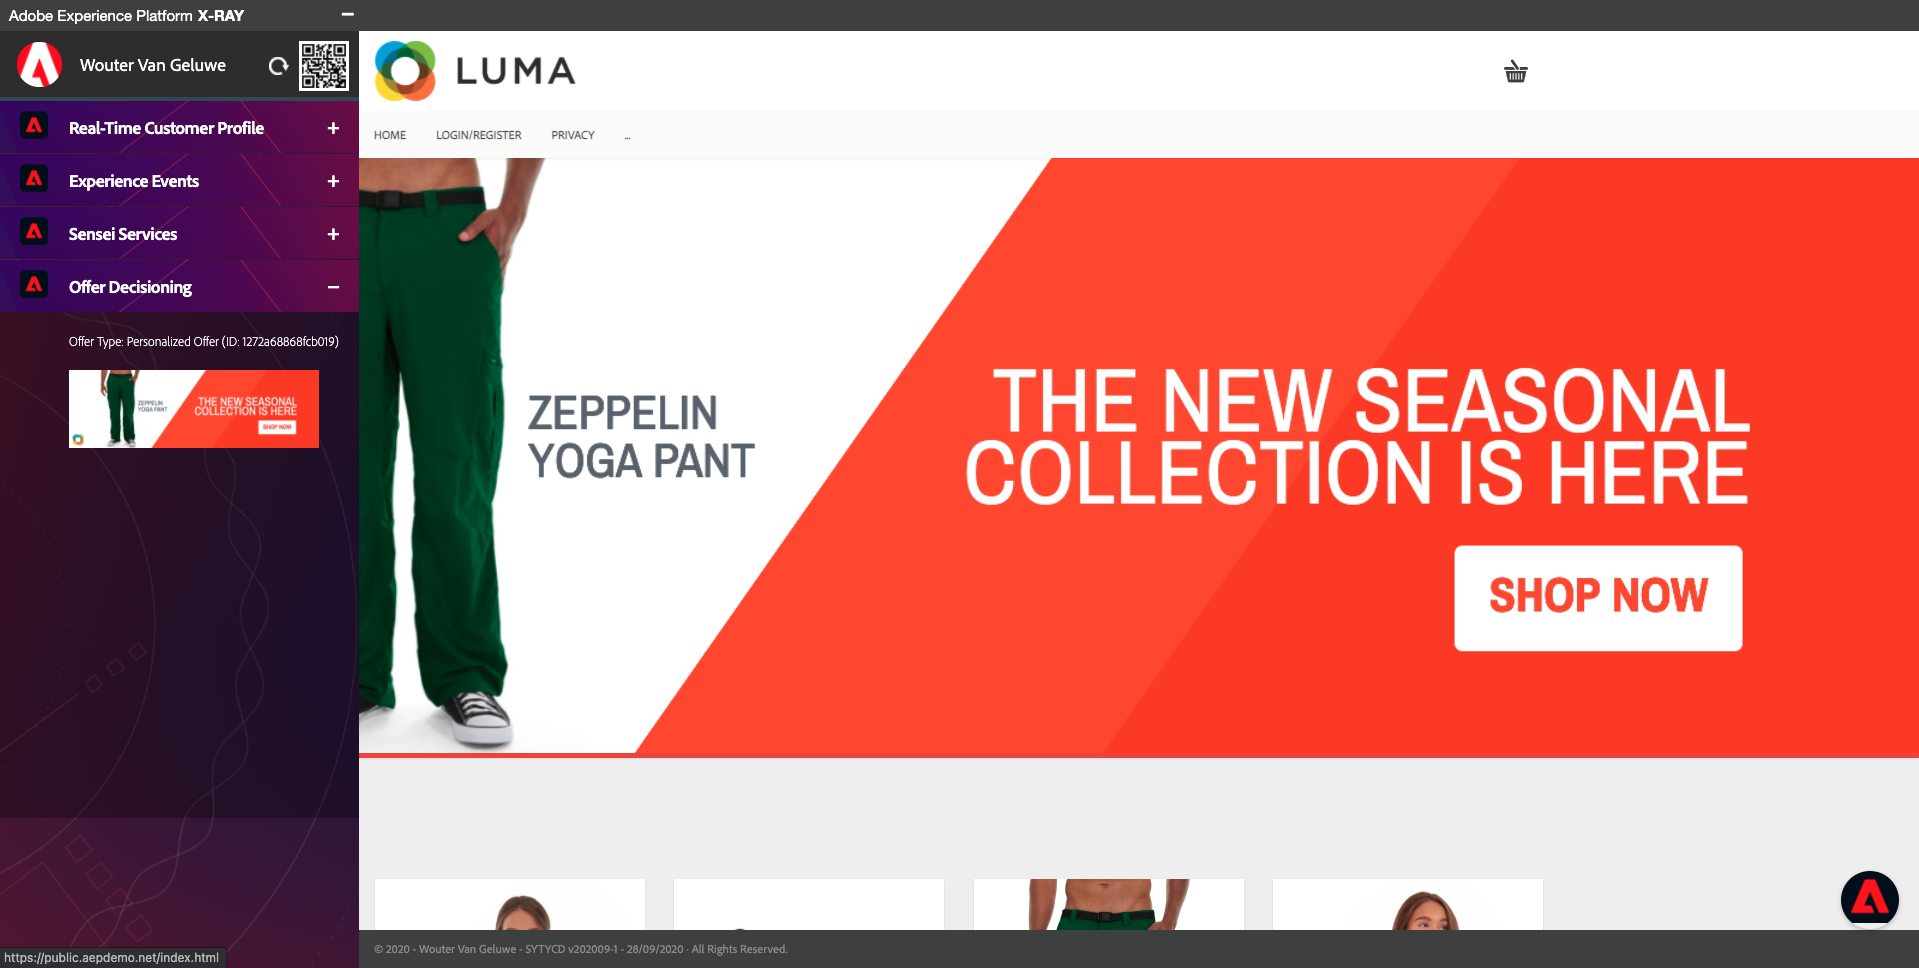 Adobe Experience Platform X-RAY
Wouter Van Geluwe
LUMA
HOME LOGIN/REGISTER PRIVACY ...
Real-Time Customer Profile
Experience Events
Sensei Services
Offer Decisioning
Offer Type: Personalized Offer (ID: 1272a68868fcb019)
ZEPPELIN
YOGA PANT
THE NEW SEASONAL
COLLECTION IS HERE
SHOP NOW
ZEPPELIN
YOGA PANT
THE NEW SEASONAL
COLLECTION IS HERE
SHOP NOW
© 2020 - Wouter Van Geluwe - SYTYCD v202009-1 - 28/09/2020 · All Rights Reserved.
https://public.aepdemo.net/index.html